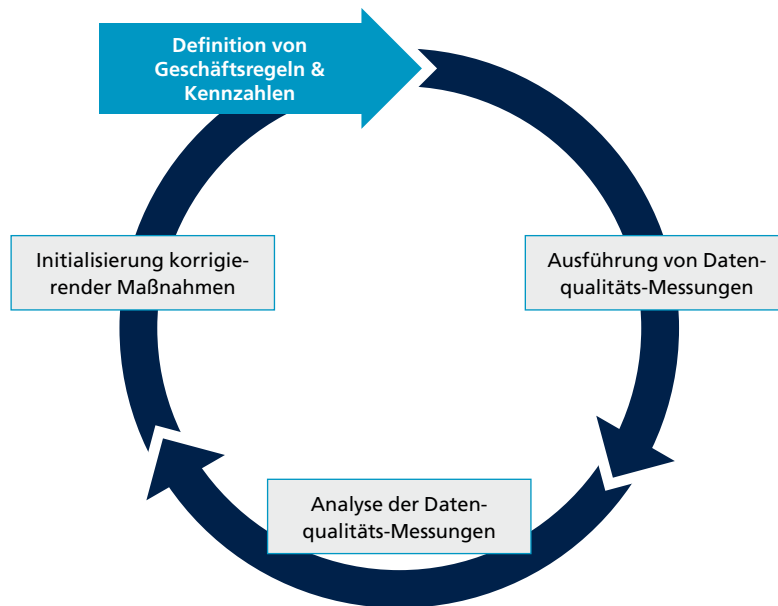 Definition von
Geschäftsregeln &
Kennzahlen
Initialisierung korrigie-
render Maßnahmen
Ausführung von Daten-
qualitäts-Messungen
Analyse der Daten-
qualitäts-Messungen